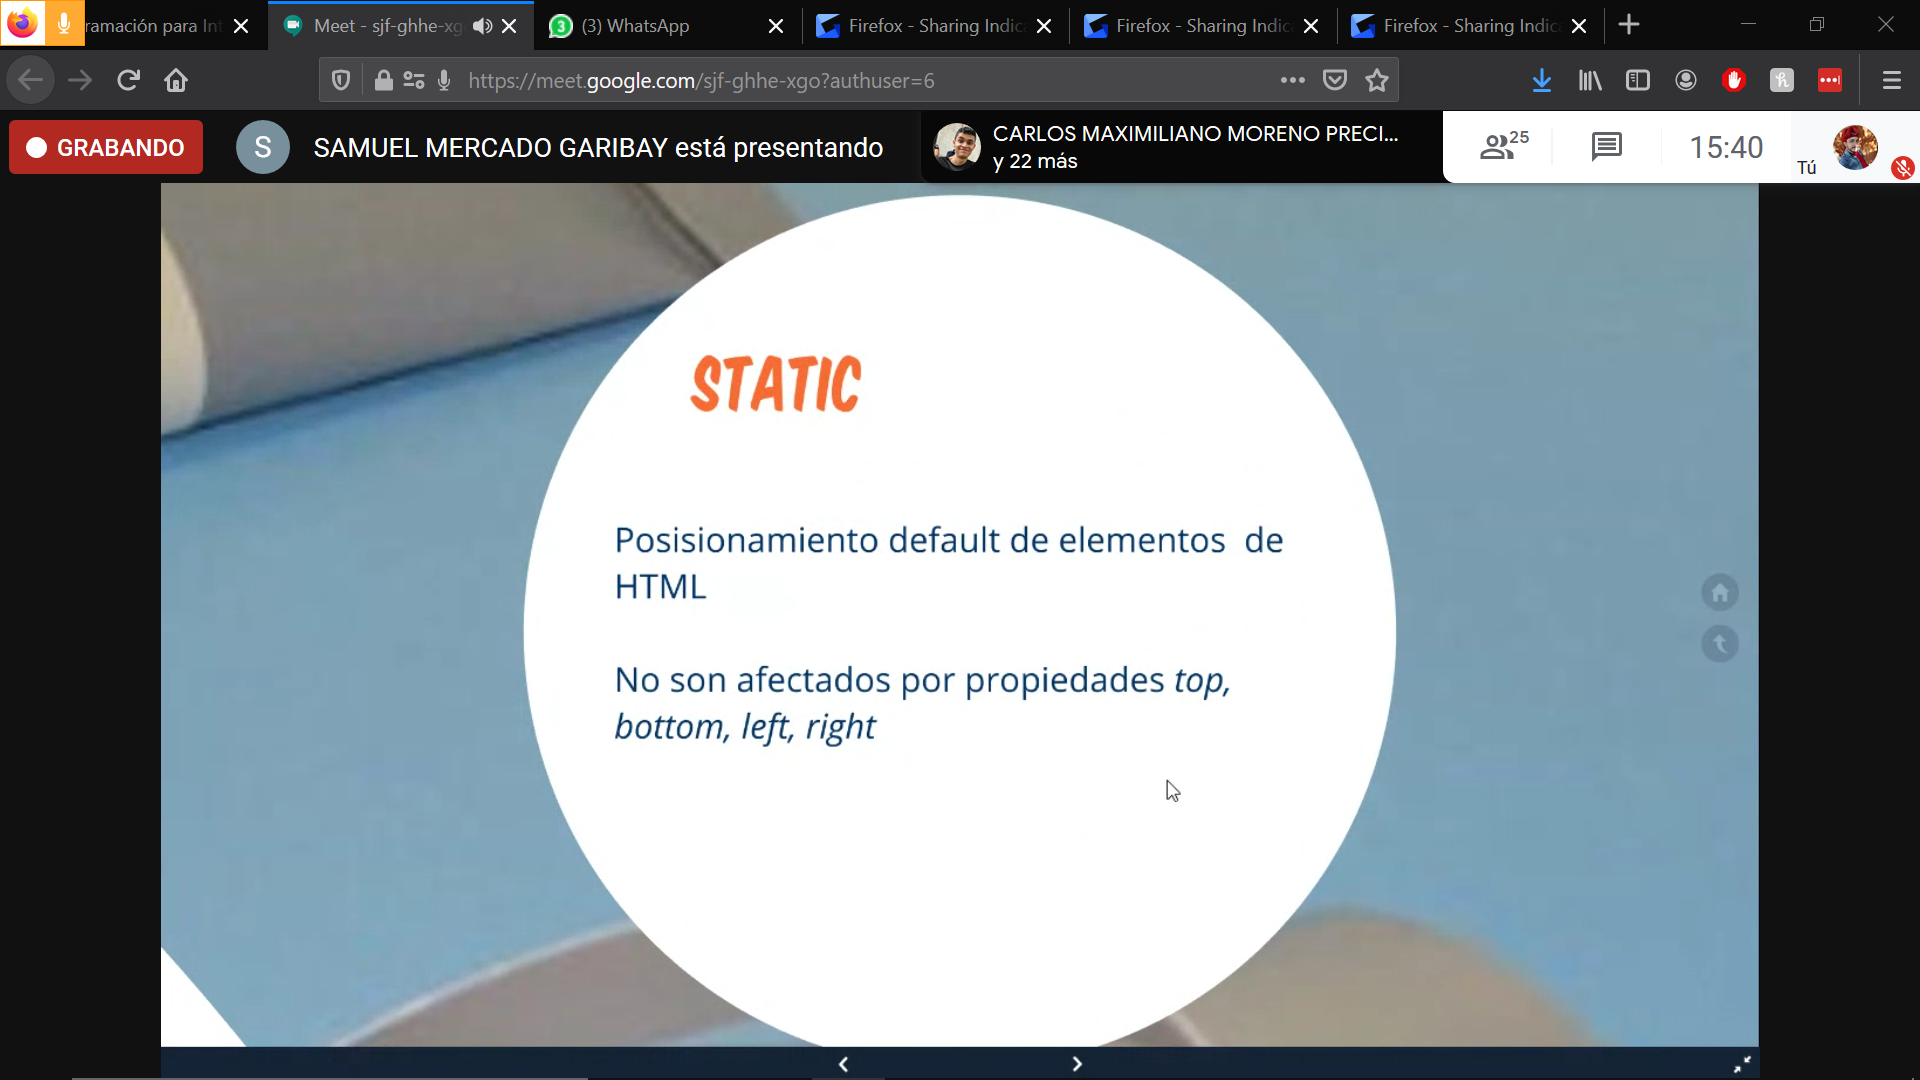 ramación para Int
Meet - sjf-ghhe-xg
(3) WhatsApp
Firefox - Sharing Indic
Firefox - Sharing Indic
Firefox - Sharing Indic
https://meet.google.com/sjf-ghhe-xgo?authuser=6
GRABANDO
S
SAMUEL MERCADO GARIBAY está presentando
CARLOS MAXIMILIANO MORENO PRECI...
y 22 más
25
15:40
Tú
STATIC
Posisionamiento default de elementos de
HTML
No son afectados por propiedades top,
bottom, left, right